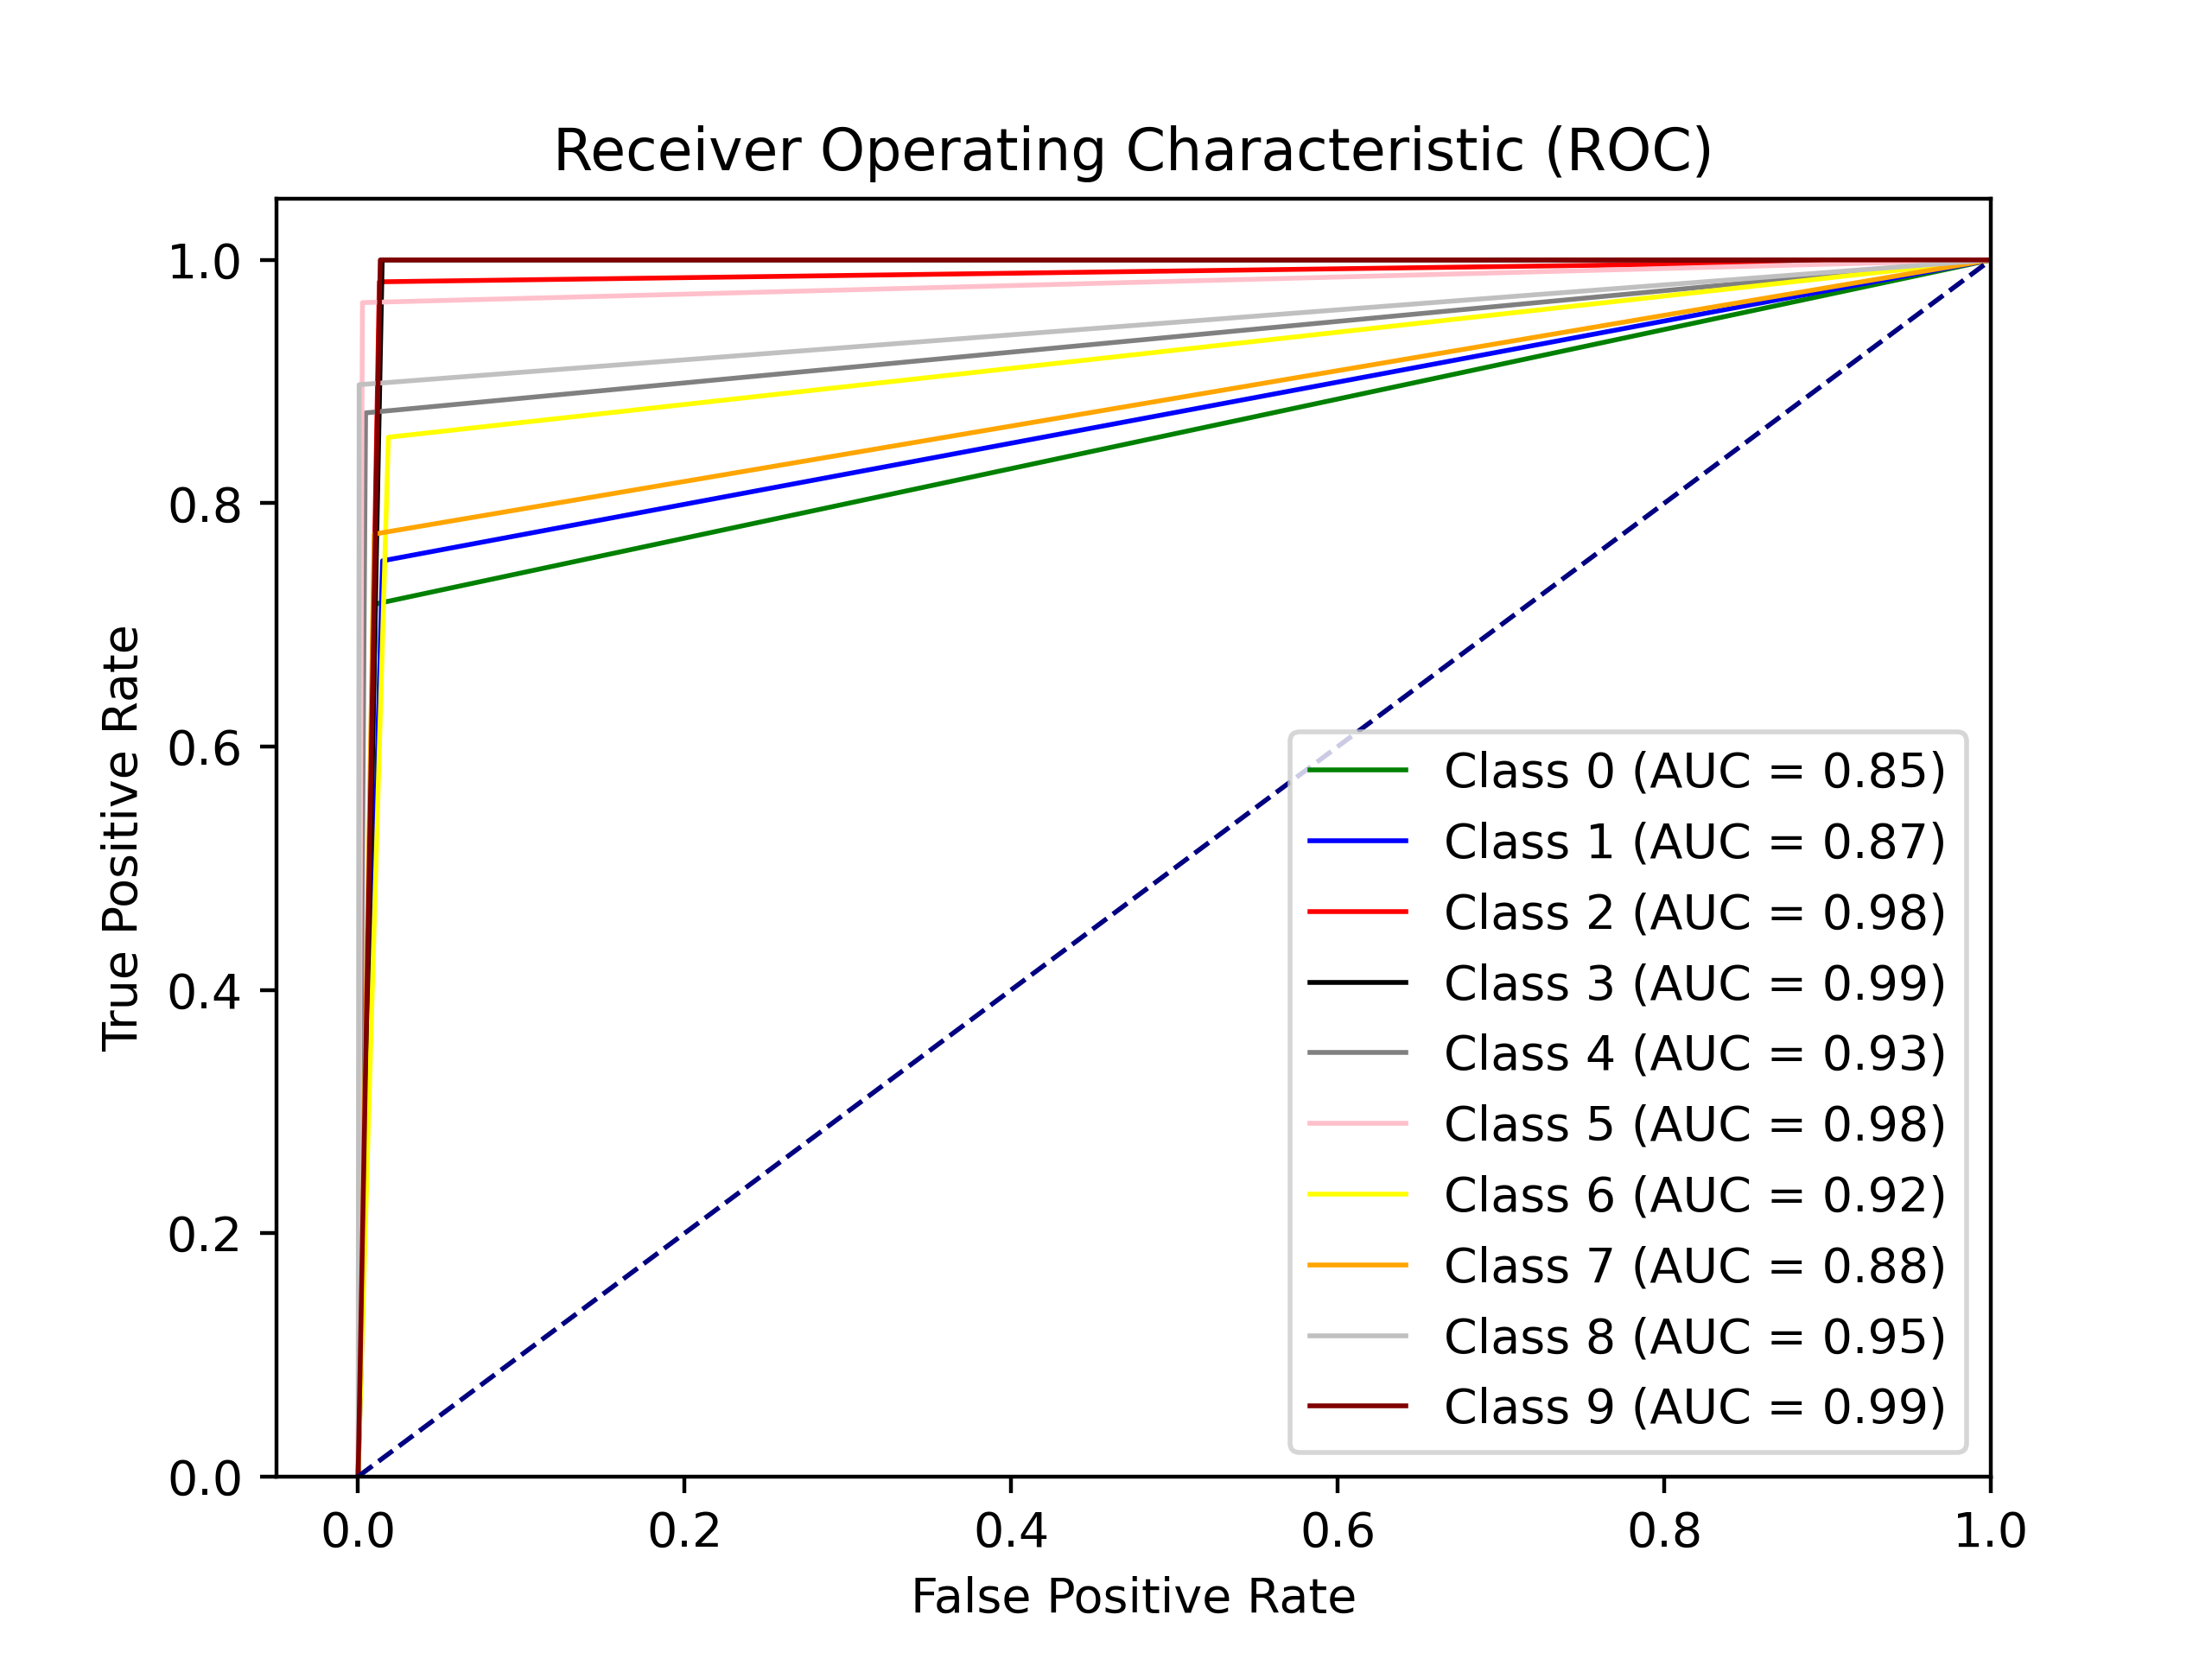 Receiver Operating Characteristic (ROC)
1.0
0.8
0.6
0.4
0.2
0.0
True Positive Rate
Class 0 (AUC = 0.85)
Class 1 (AUC = 0.87)
Class 2 (AUC = 0.98)
Class 3 (AUC = 0.99)
Class 4 (AUC = 0.93)
Class 5 (AUC = 0.98)
Class 6 (AUC = 0.92)
Class 7 (AUC = 0.88)
Class 8 (AUC = 0.95)
Class 9 (AUC = 0.99)
0.0 0.2 0.4 0.6 0.8 1.0
False Positive Rate